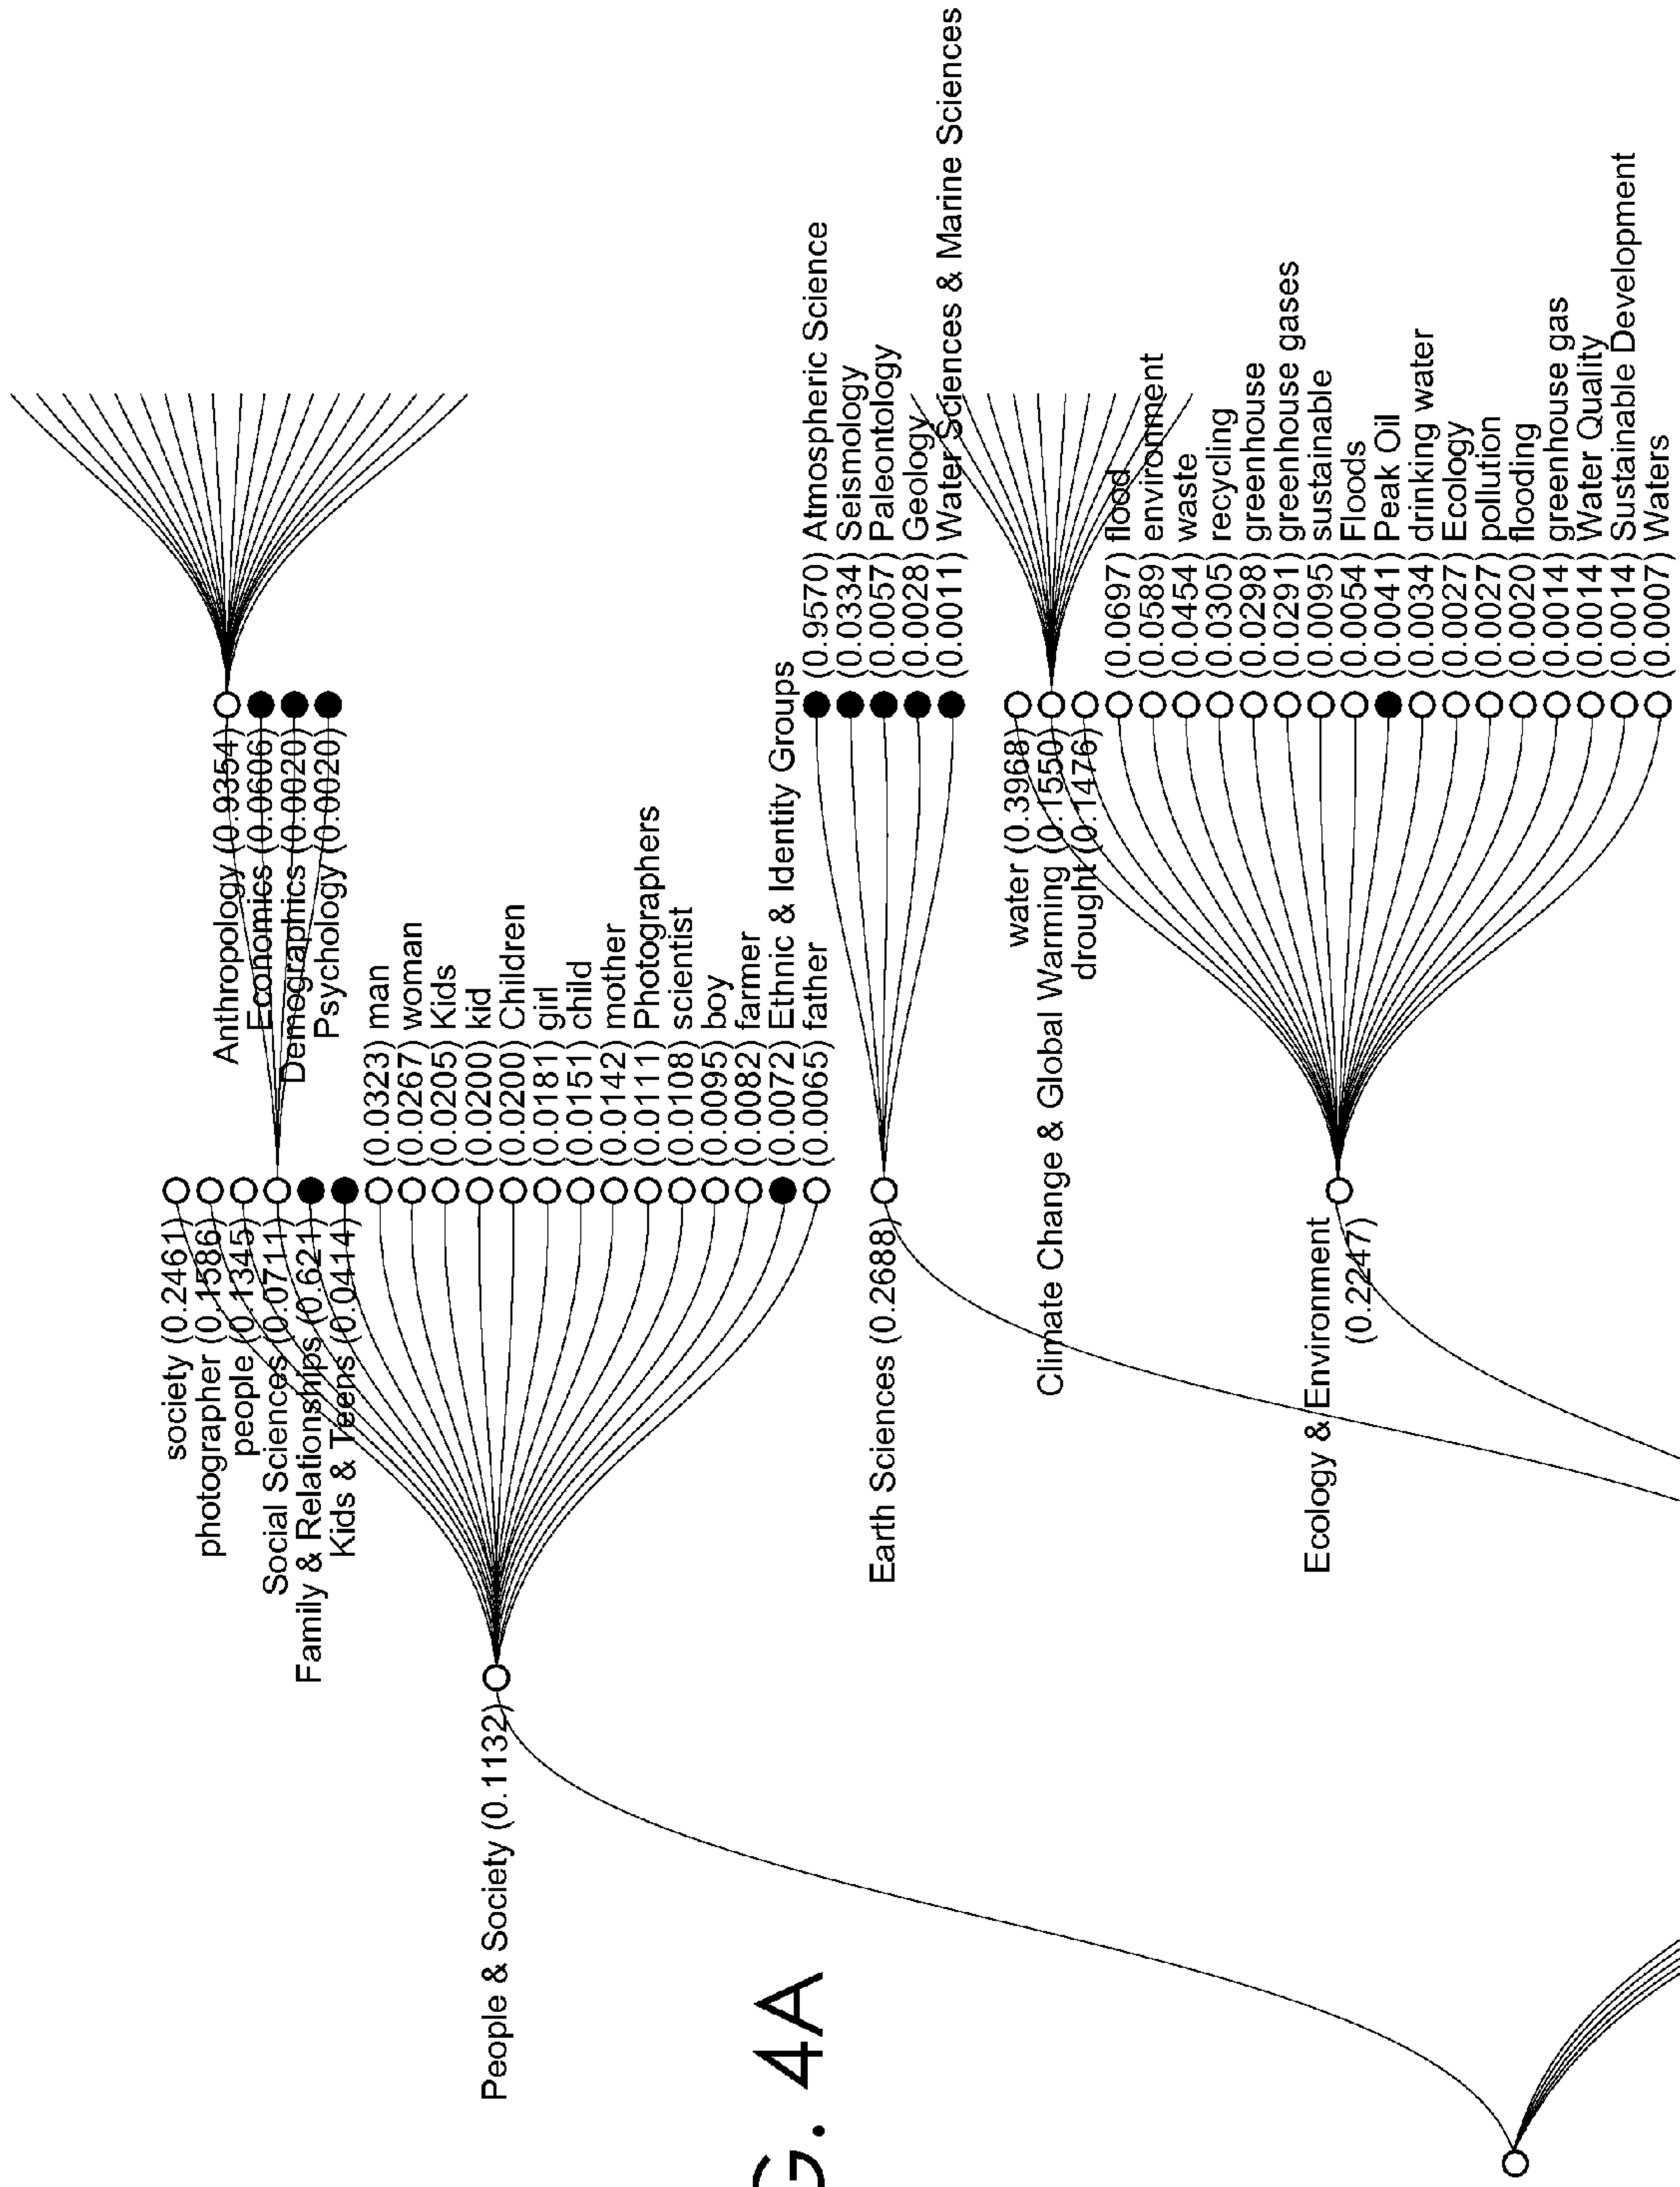 Anthropology (0.9354)
Economics (0.0606)
Demographics (0.0020)
Psychology (0.0020)
society (0.2461)
photographer (0.1586)
people (0.1345)
Social Sciences (0.0711)
Family & Relationships (0.621)
Kids & Teens (0.0414)
(0.0323) man
(0.0267) woman
(0.0205) Kids
(0.0200) kid
(0.0200) Children
(0.0181) girl
(0.0151) child
(0.0142) mother
(0.0111) Photographers
(0.0108) scientist
(0.0095) boy
(0.0082) farmer
(0.0072) Ethnic & Identity Groups
(0.0065) father
People & Society (0.1132)
(0.9570) Atmospheric Science
(0.0334) Seismology
(0.0057) Paleontology
(0.0028) Geology
(0.0011) Water Sciences & Marine Sciences
Earth Sciences (0.2688)
water (0.3968)
Climate Change & Global Warming (0.1550)
drought (0.1476)
(0.0697) flood
(0.0589) environment
(0.0454) waste
(0.0305) recycling
(0.0298) greenhouse
(0.0291) greenhouse gases
(0.0095) sustainable
(0.0054) Floods
(0.0041) Peak Oil
(0.0034) drinking water
(0.0027) Ecology
(0.0027) pollution
(0.0020) flooding
(0.0014) greenhouse gas
(0.0014) Water Quality
(0.0014) Sustainable Development
(0.0007) Waters
Ecology & Environment
(0.2247)
G. 4A